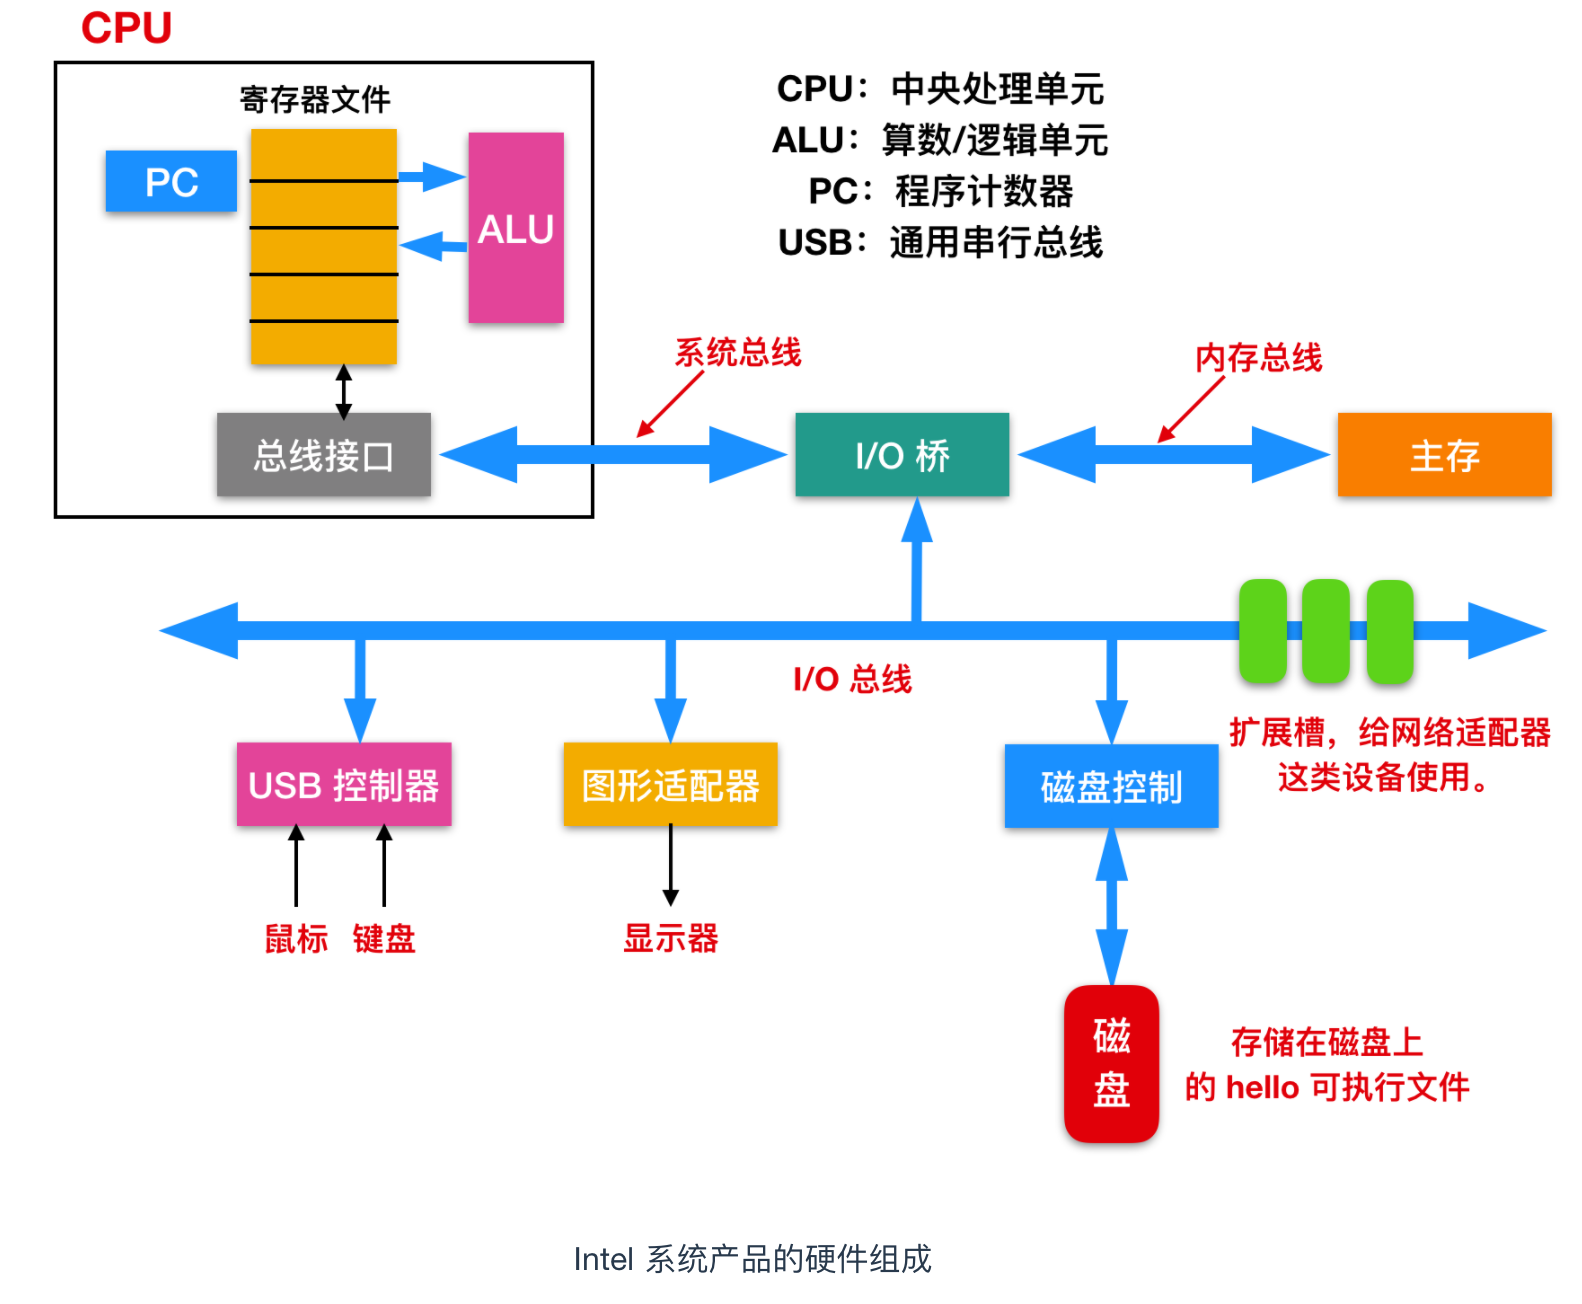 CPU
寄存器文件
PC
ALU
CPU：中央处理单元
ALU：算数/逻辑单元
PC：程序计数器
USB：通用串行总线
系统总线
内存总线
总线接口
I/O 桥
主存
I/O 总线
扩展槽，给网络适配器
这类设备使用。
USB 控制器
图形适配器
磁盘控制
鼠标
键盘
显示器
磁
盘
存储在磁盘上
的 hello 可执行文件
Intel 系统产品的硬件组成